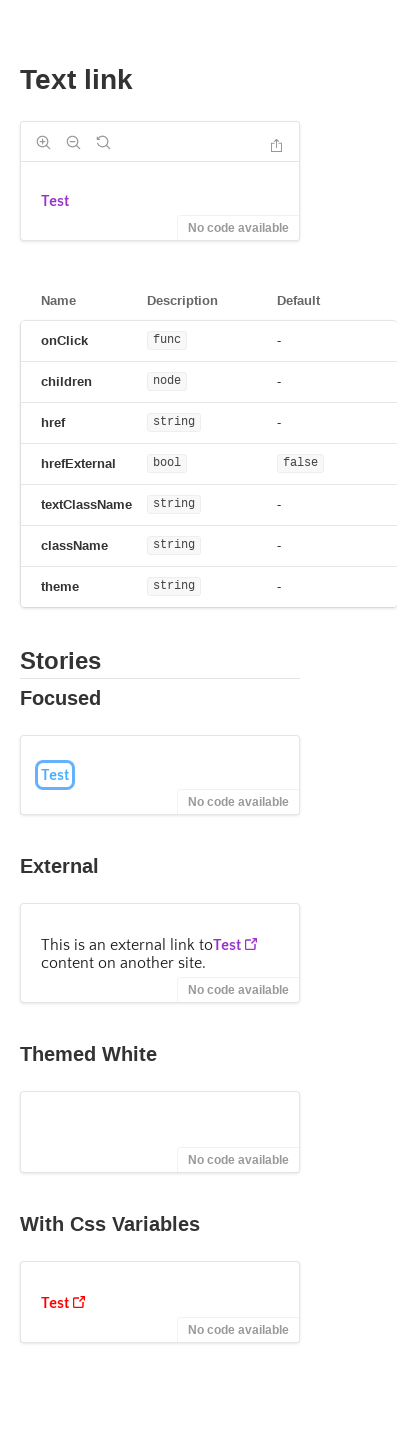 Text link
Test
No code available
Name Description Default
onClick func -
children node -
href string -
hrefExternal bool false
textClassName string -
className string -
theme string -
Stories
Focused
Test
No code available
External
This is an external link toTest
content on another site.
No code available
Themed White
No code available
With Css Variables
Test
No code available